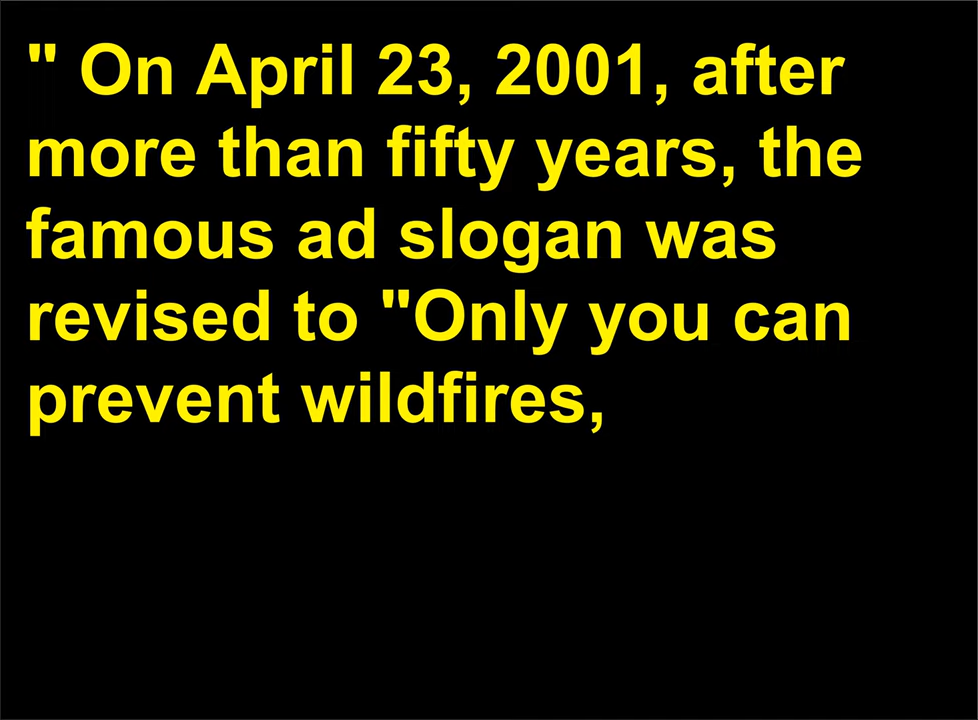 " On April 23, 2001, after
more than fifty years, the
famous ad slogan was
revised to "Only you can
prevent wildfires,